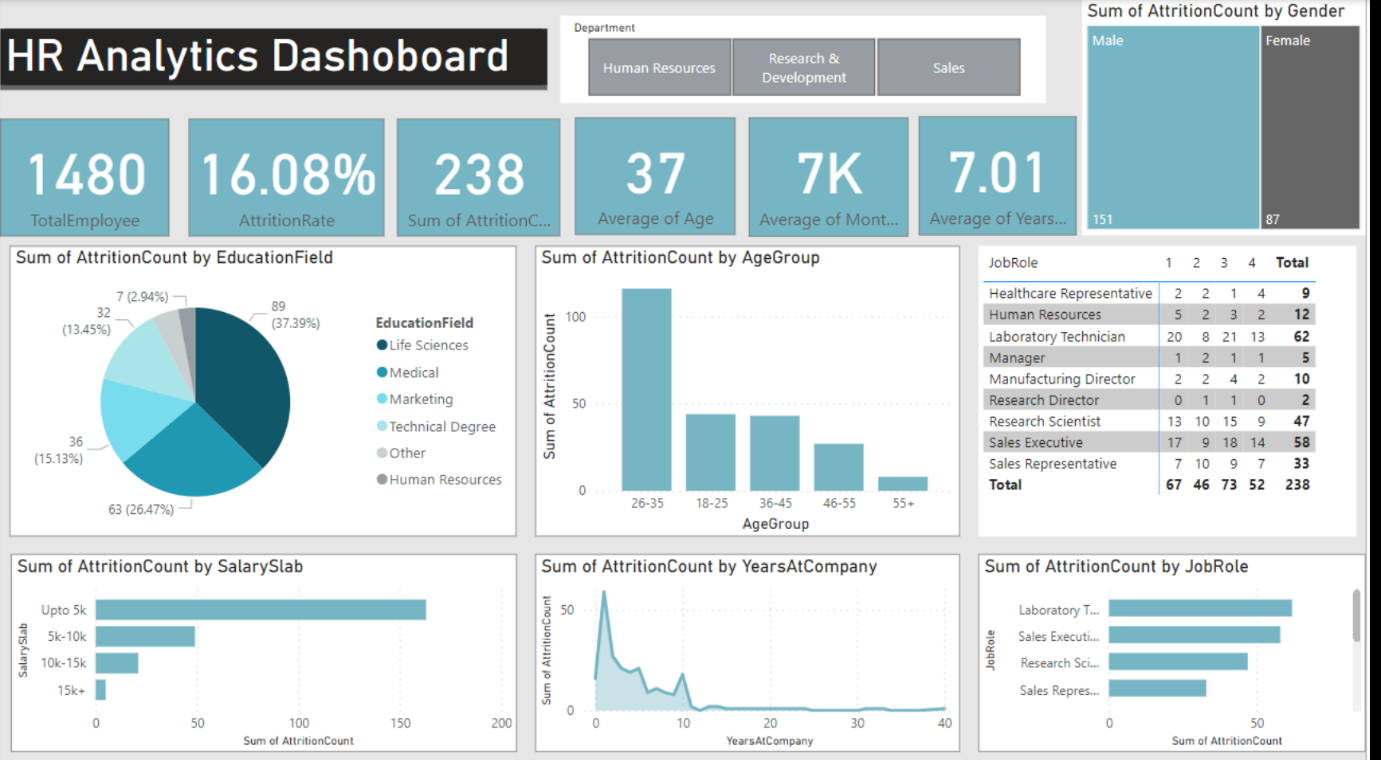 HR Analytics Dashoboard
Department
Human Resources
Research &
Development
Sales
Sum of AttritionCount by Gender
Male
Female
151
87
1480
TotalEmployee
16.08%
AttritionRate
238
Sum of AttritionC...
37
Average of Age
7K
Average of Mont...
7.01
Average of Years...
Sum of AttritionCount by EducationField
7 (2.94%)
32
(13.45%)
36
(15.13%)
63 (26.47%)
89
(37.39%)
EducationField
Life Sciences
Medical
Marketing
Technical Degree
Other
Human Resources
Sum of AttritionCount by AgeGroup
Sum of AttritionCount
100
50
0
26-35 18-25 36-45 46-55 55+
AgeGroup
JobRole 1 2 3 4 Total
Healthcare Representative 2 2 1 4 9
Human Resources 5 2 3 2 12
Laboratory Technician 20 8 21 13 62
Manager 1 2 1 1 5
Manufacturing Director 2 2 4 2 10
Research Director 0 1 1 0 2
Research Scientist 13 10 15 9 47
Sales Executive 17 9 18 14 58
Sales Representative 7 10 9 7 33
Total 67 46 73 52 238
Sum of AttritionCount by SalarySlab
SalarySlab
Upto 5k
5k-10k
10k-15k
15k+
0 50 100 150 200
Sum of AttritionCount
Sum of AttritionCount by YearsAtCompany
Sum of AttritionCount
50
0
0 10 20 30 40
YearsAtCompany
Sum of AttritionCount by JobRole
JobRole
Laboratory T...
Sales Executi...
Research Sci...
Sales Repres...
0 50
Sum of AttritionCount